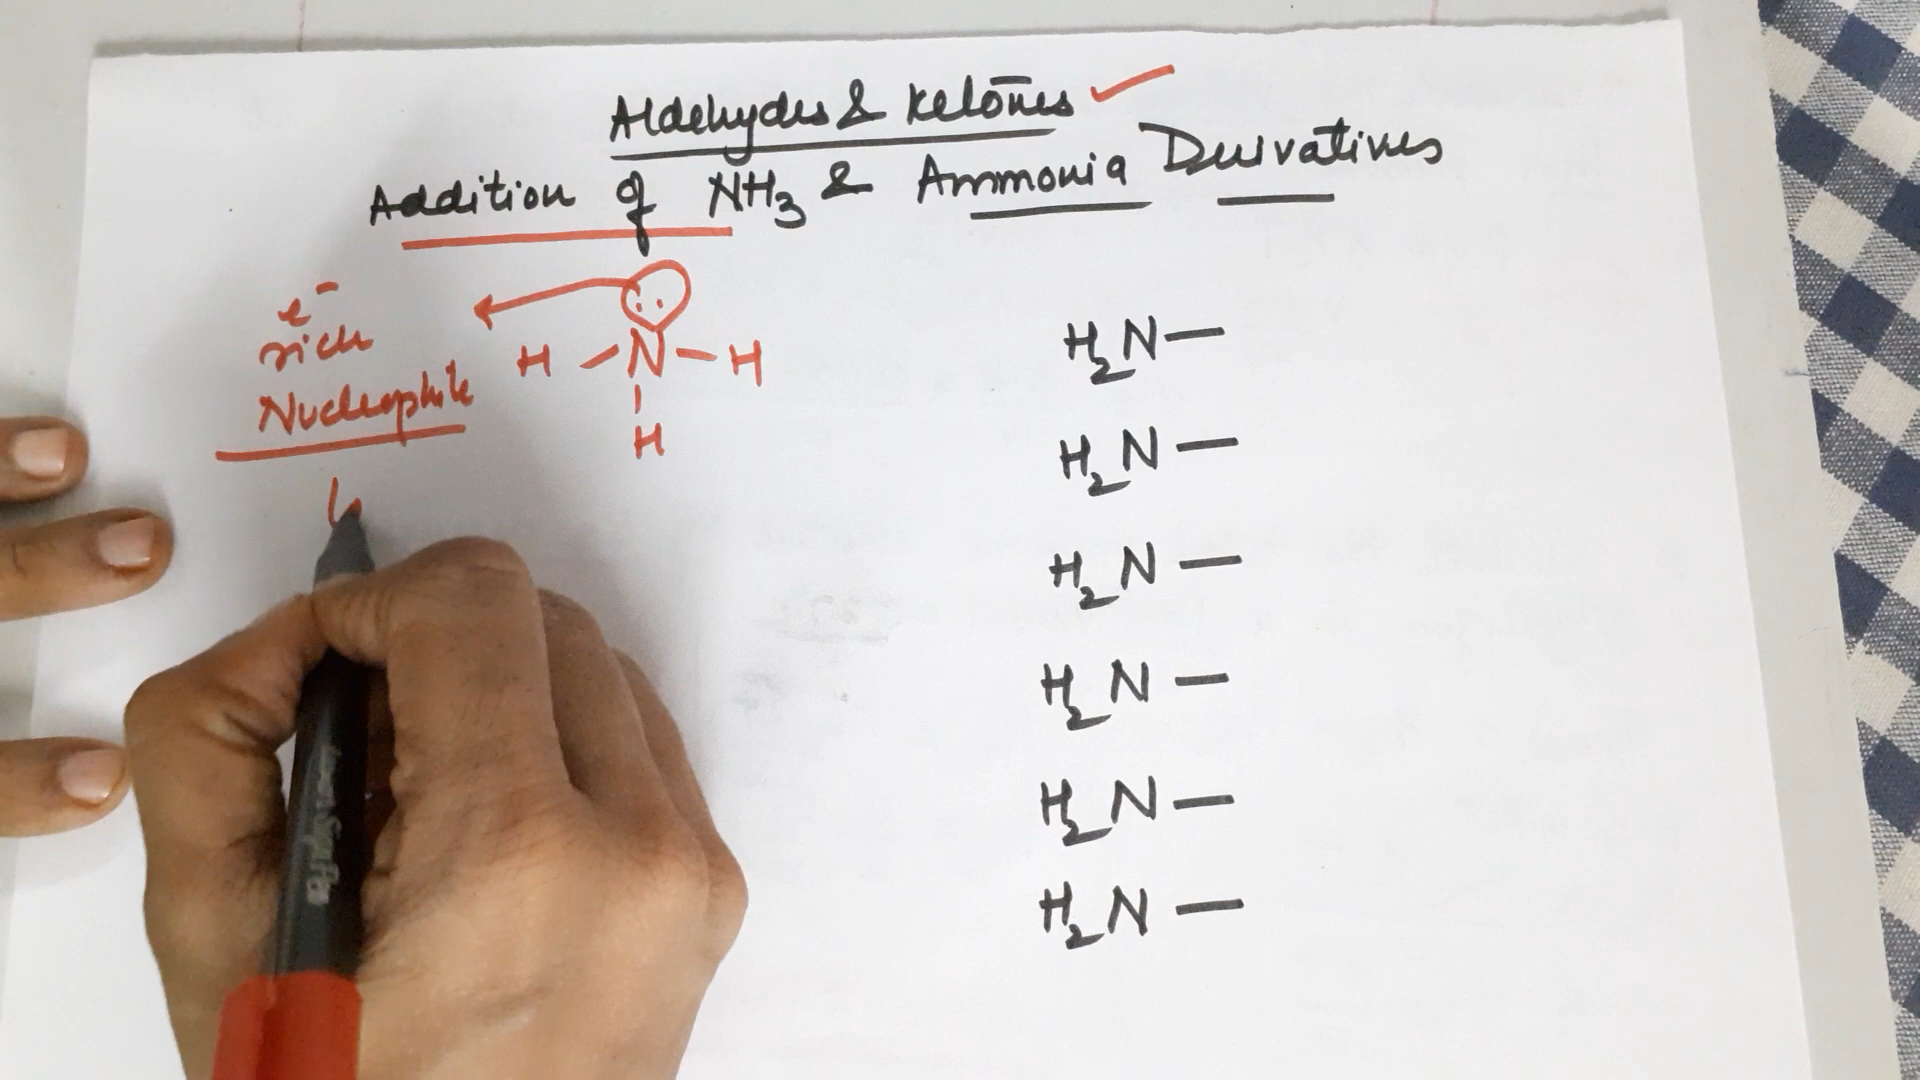 Aldehydes & Ketones ✓
Addition of NH3 & Ammonia Derivatives
e⁻
rich
Nucleophile
H – N – H
H
H2N—
H2N—
H2N—
H2N—
H2N—
H2N—